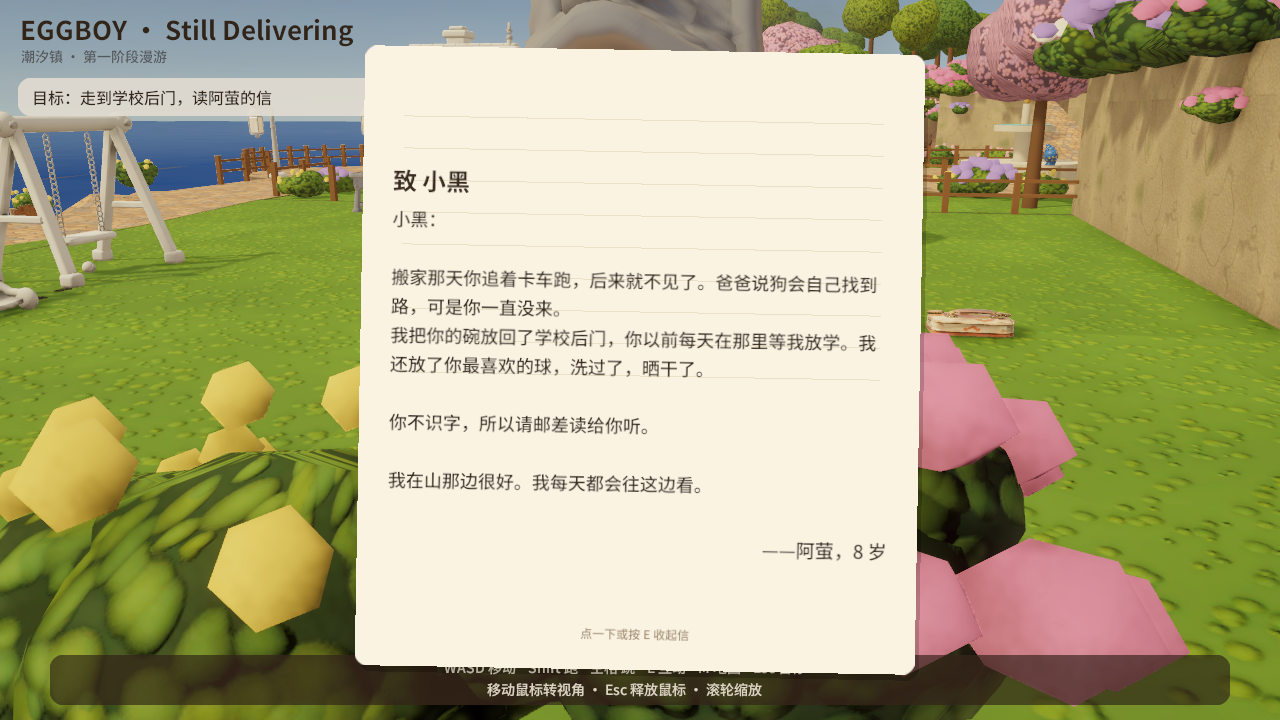 EGGBOY · Still Delivering
潮汐镇 · 第一阶段漫游
目标：走到学校后门，读阿萤的信
致 小黑
小黑：
搬家那天你追着卡车跑，后来就不见了。爸爸说狗会自己找到
路，可是你一直没来。
我把你的碗放回了学校后门，你以前每天在那里等我放学。我
还放了你最喜欢的球，洗过了，晒干了。
你不识字，所以请邮差读给你听。
我在山那边很好。我每天都会往这边看。
——阿萤，8 岁
点一下或按 E 收起信
WASD 移动
移动鼠标转视角 · Esc 释放鼠标 · 滚轮缩放